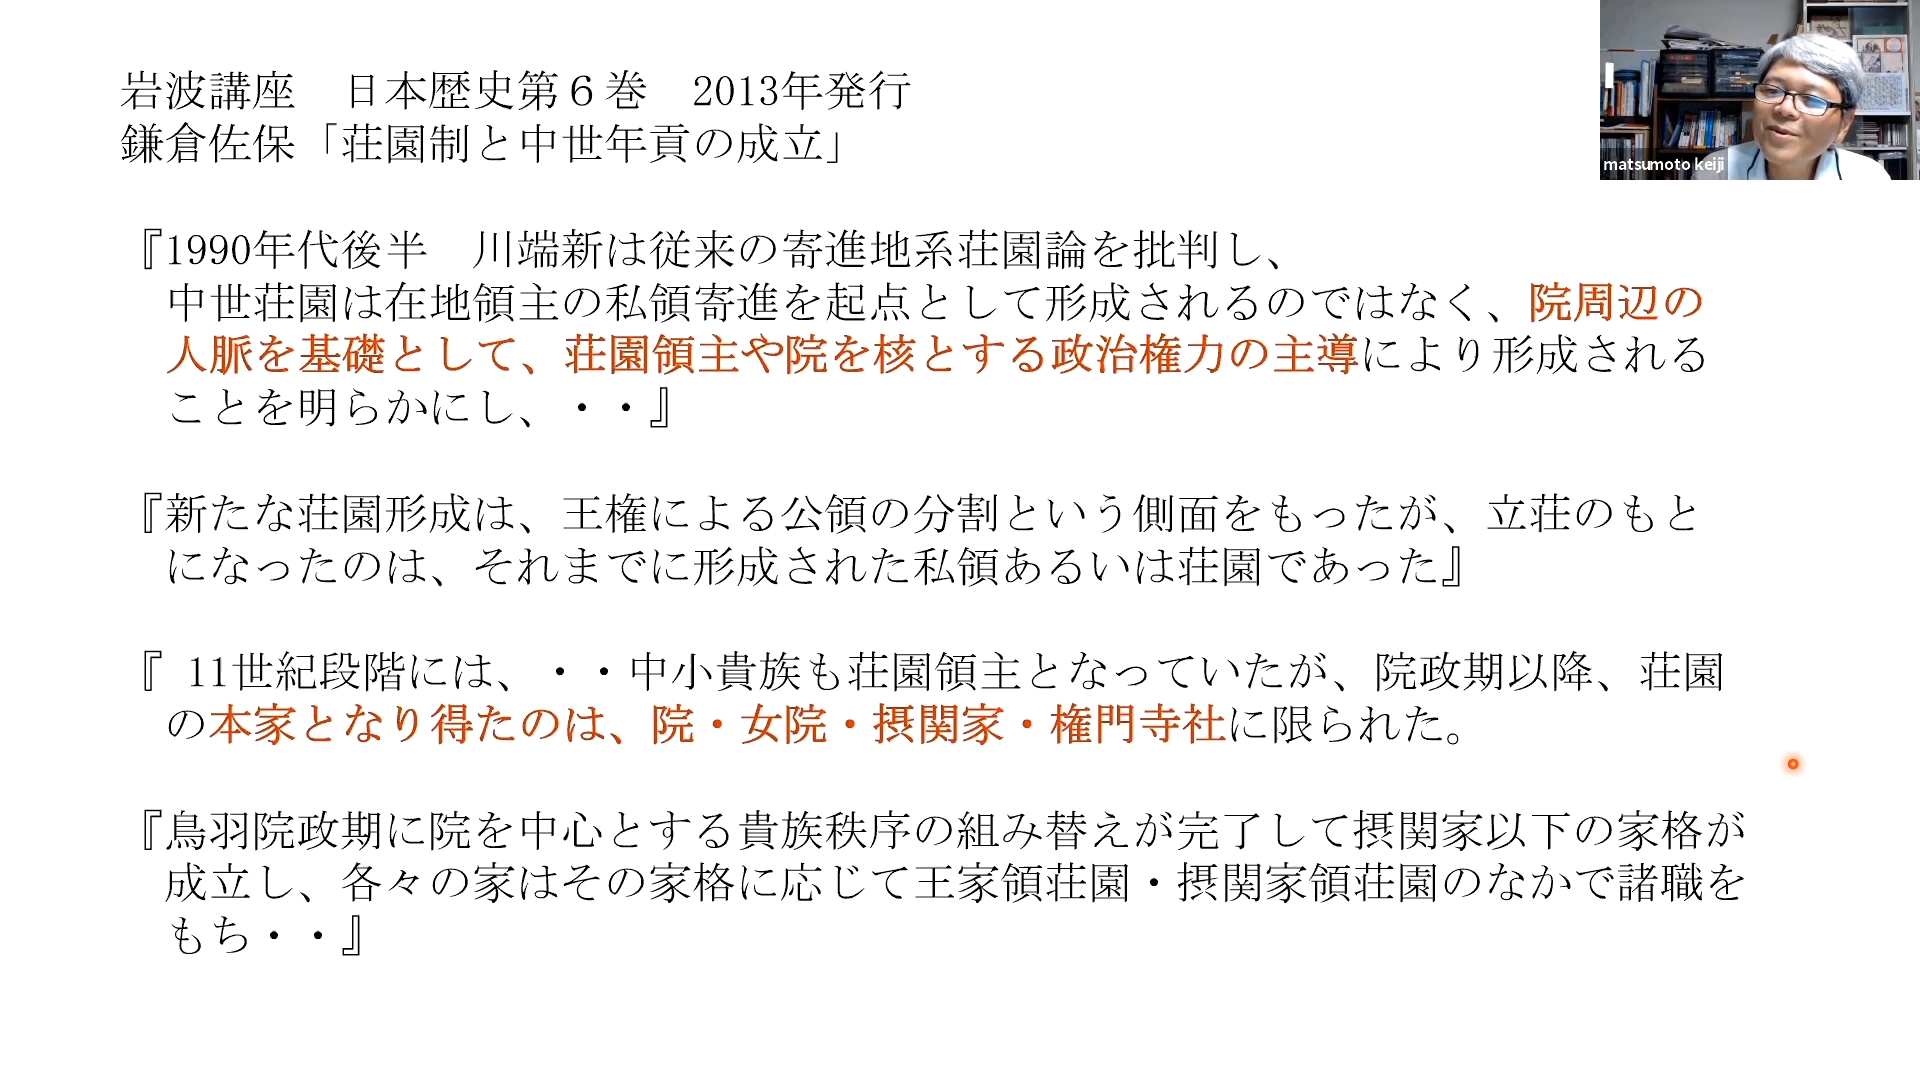 岩波講座　日本歴史第６巻　2013年発行
鎌倉佐保「荘園制と中世年貢の成立」
『1990年代後半　川端新は従来の寄進地系荘園論を批判し、
中世荘園は在地領主の私領寄進を起点として形成されるのではなく、院周辺の
人脈を基礎として、荘園領主や院を核とする政治権力の主導により形成される
ことを明らかにし、・・』
『新たな荘園形成は、王権による公領の分割という側面をもったが、立荘のもと
になったのは、それまでに形成された私領あるいは荘園であった』
『 11世紀段階には、・・中小貴族も荘園領主となっていたが、院政期以降、荘園
の本家となり得たのは、院・女院・摂関家・権門寺社に限られた。
『鳥羽院政期に院を中心とする貴族秩序の組み替えが完了して摂関家以下の家格が
成立し、各々の家はその家格に応じて王家領荘園・摂関家領荘園のなかで諸職を
もち・・』
matsumoto keiji